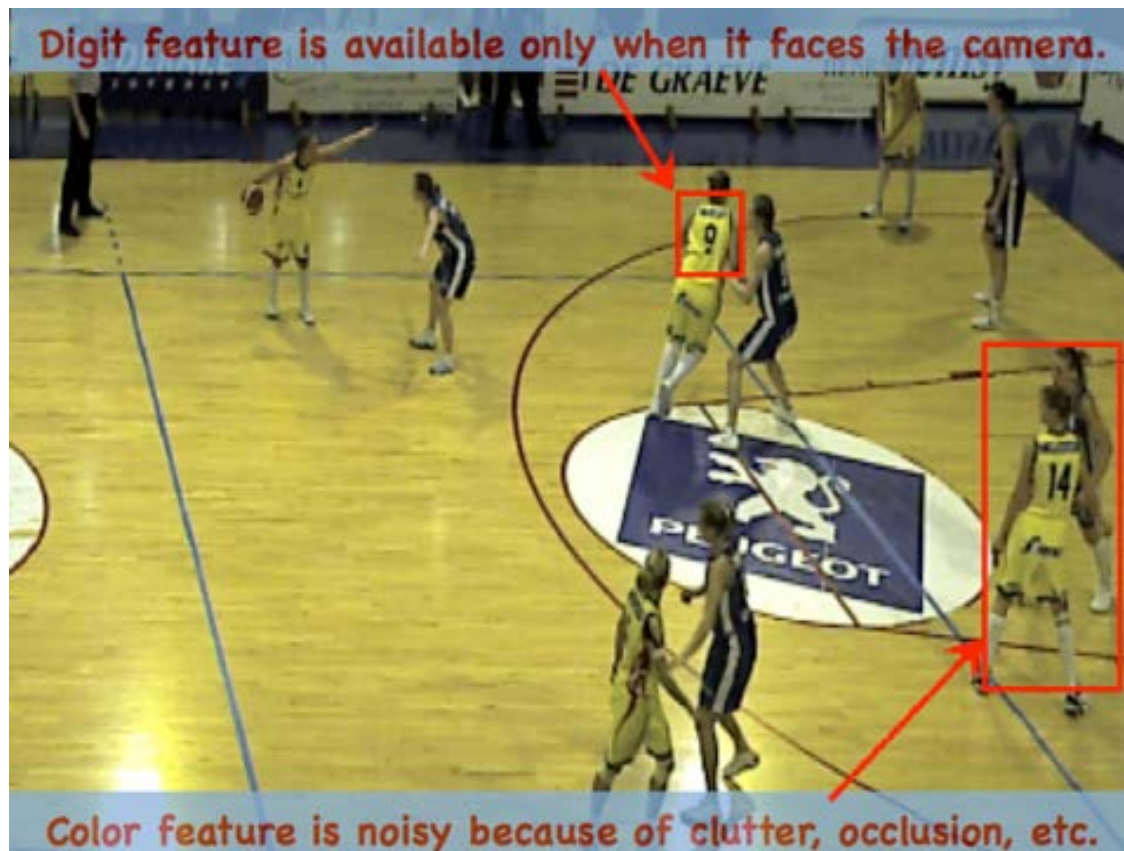 Digit feature is available only when it faces the camera.
DE GRAEVE
9
14
PEUGEOT
Color feature is noisy because of clutter, occlusion, etc.